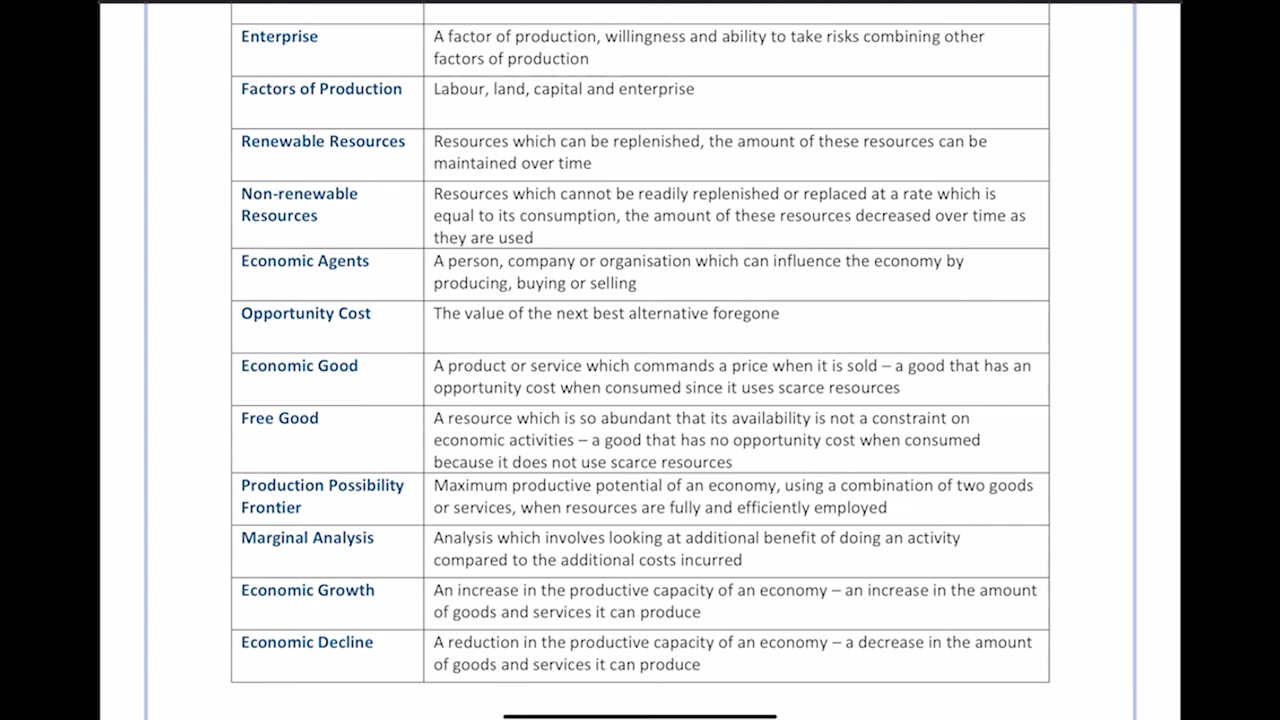 Enterprise
A factor of production, willingness and ability to take risks combining other
factors of production
Factors of Production
Labour, land, capital and enterprise
Renewable Resources
Resources which can be replenished, the amount of these resources can be
maintained over time
Non-renewable
Resources
Resources which cannot be readily replenished or replaced at a rate which is
equal to its consumption, the amount of these resources decreased over time as
they are used
Economic Agents
A person, company or organisation which can influence the economy by
producing, buying or selling
Opportunity Cost
The value of the next best alternative foregone
Economic Good
A product or service which commands a price when it is sold – a good that has an
opportunity cost when consumed since it uses scarce resources
Free Good
A resource which is so abundant that its availability is not a constraint on
economic activities – a good that has no opportunity cost when consumed
because it does not use scarce resources
Production Possibility
Frontier
Maximum productive potential of an economy, using a combination of two goods
or services, when resources are fully and efficiently employed
Marginal Analysis
Analysis which involves looking at additional benefit of doing an activity
compared to the additional costs incurred
Economic Growth
An increase in the productive capacity of an economy – an increase in the amount
of goods and services it can produce
Economic Decline
A reduction in the productive capacity of an economy – a decrease in the amount
of goods and services it can produce